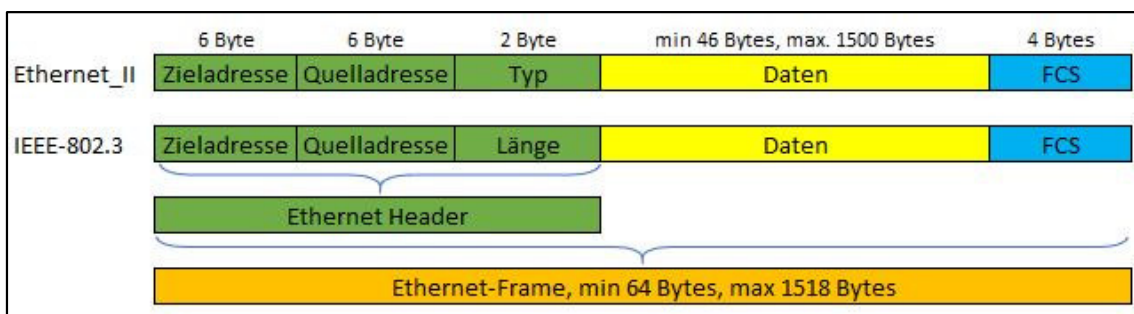 6 Byte 6 Byte 2 Byte min 46 Bytes, max. 1500 Bytes 4 Bytes
Ethernet_II Zieladresse Quelladresse Typ Daten FCS
IEEE-802.3 Zieladresse Quelladresse Länge Daten FCS
Ethernet Header
Ethernet-Frame, min 64 Bytes, max 1518 Bytes